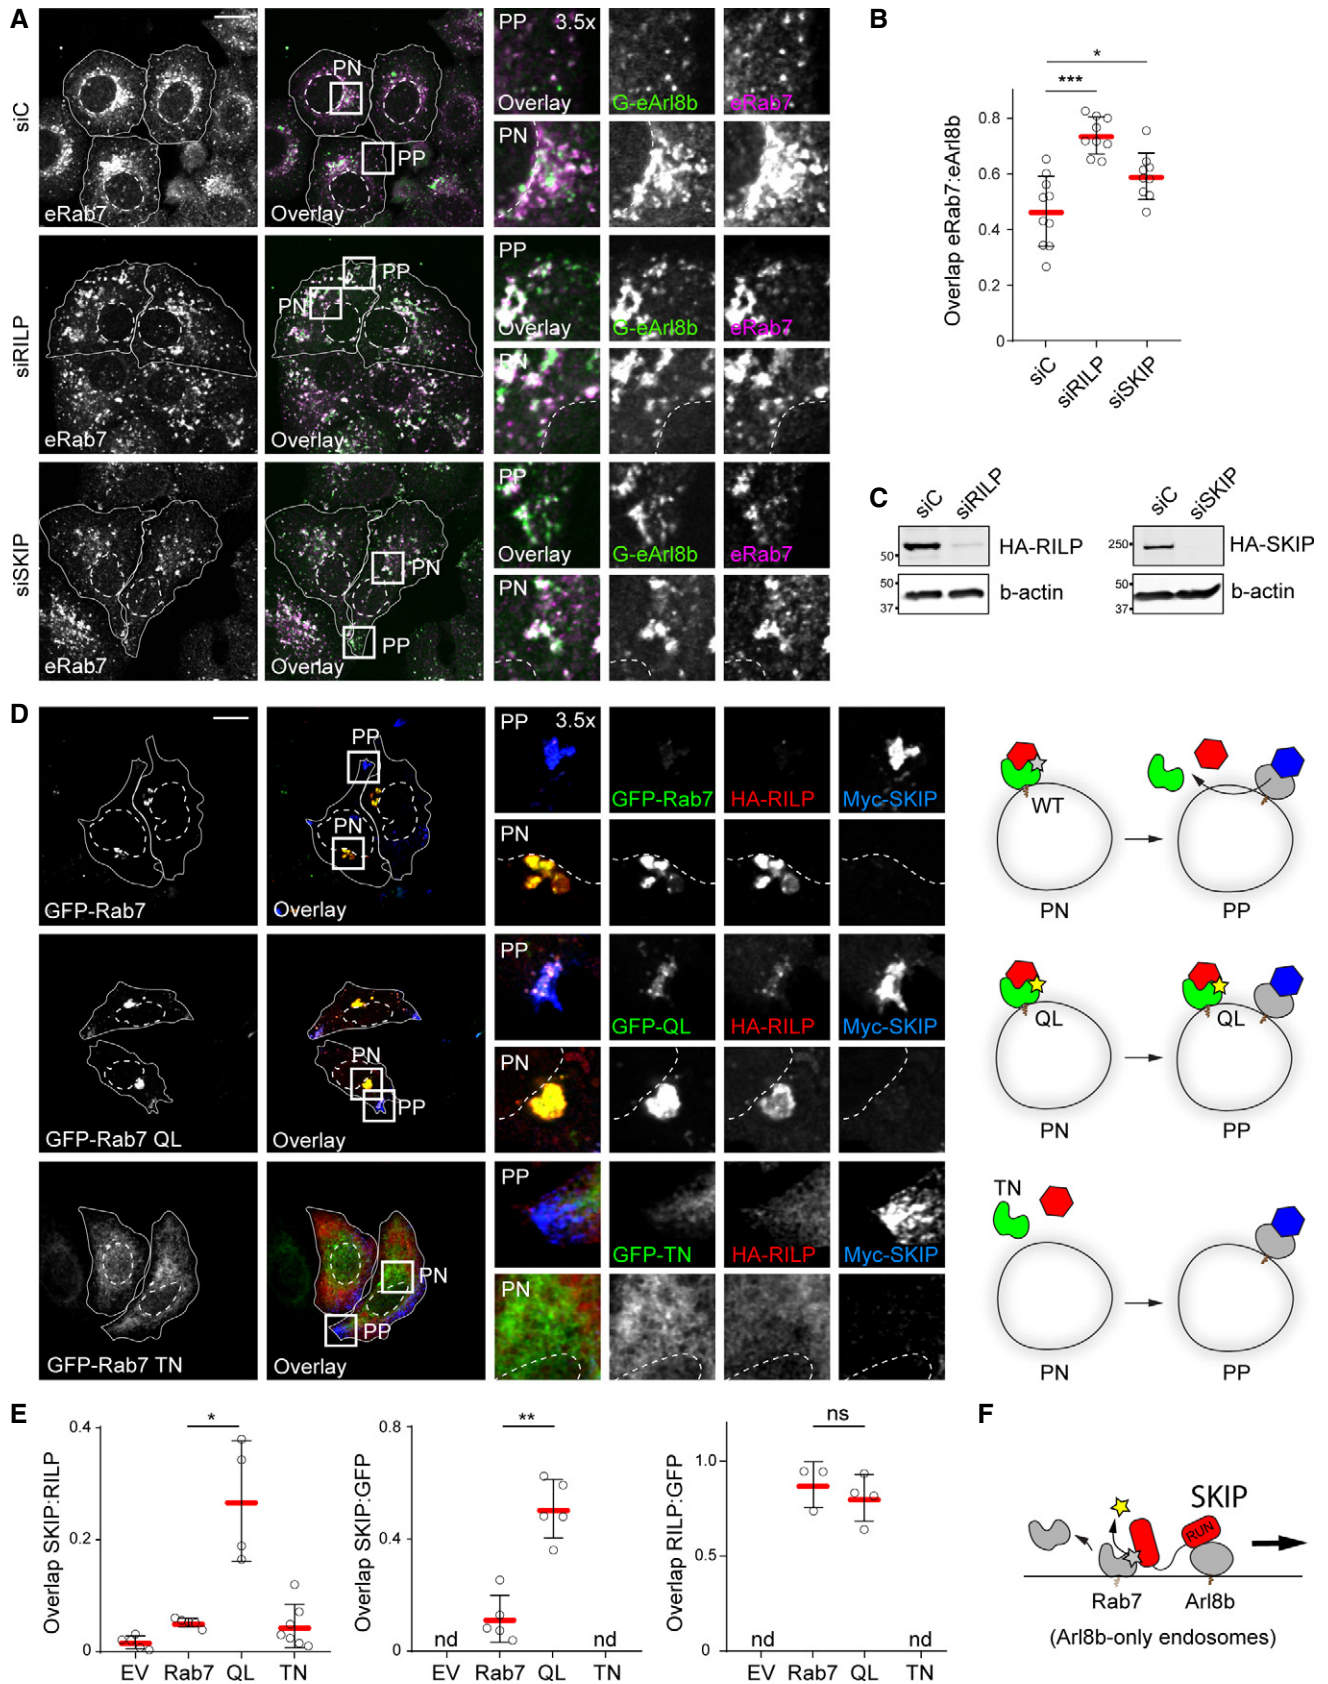 A
siC
eRab7
PN
PP
Overlay
PP 3.5x
Overlay
G-eArl8b
eRab7
PN
siRILP
eRab7
PP
PN
Overlay
PP
Overlay
G-eArl8b
eRab7
PN
siSKIP
eRab7
PN
PP
Overlay
PP
Overlay
G-eArl8b
eRab7
PN
B
*
***
Overlap eRab7:eArl8b
0.8
0.6
0.4
0.2
0
siC siRILP siSKIP
C
siC siRILP
50
HA-RILP
50
37
b-actin
siC siSKIP
250
HA-SKIP
50
37
b-actin
D
GFP-Rab7
PP
PN
Overlay
PP 3.5x
GFP-Rab7
HA-RILP
Myc-SKIP
PN
WT
PN
PP
GFP-Rab7 QL
PN
PP
Overlay
PP
GFP-QL
HA-RILP
Myc-SKIP
PN
QL
QL
PN
PP
GFP-Rab7 TN
PN
PP
Overlay
PP
GFP-TN
HA-RILP
Myc-SKIP
PN
TN
PN
PP
E
Overlap SKIP:RILP
0.4
0.2
0
*
EV Rab7 QL TN
Overlap SKIP:GFP
0.8
0.4
0
**
nd
nd
EV Rab7 QL TN
Overlap RILP:GFP
1.0
0.5
0
ns
nd
nd
EV Rab7 QL TN
F
SKIP
RUN
Rab7
Arl8b
(Arl8b-only endosomes)